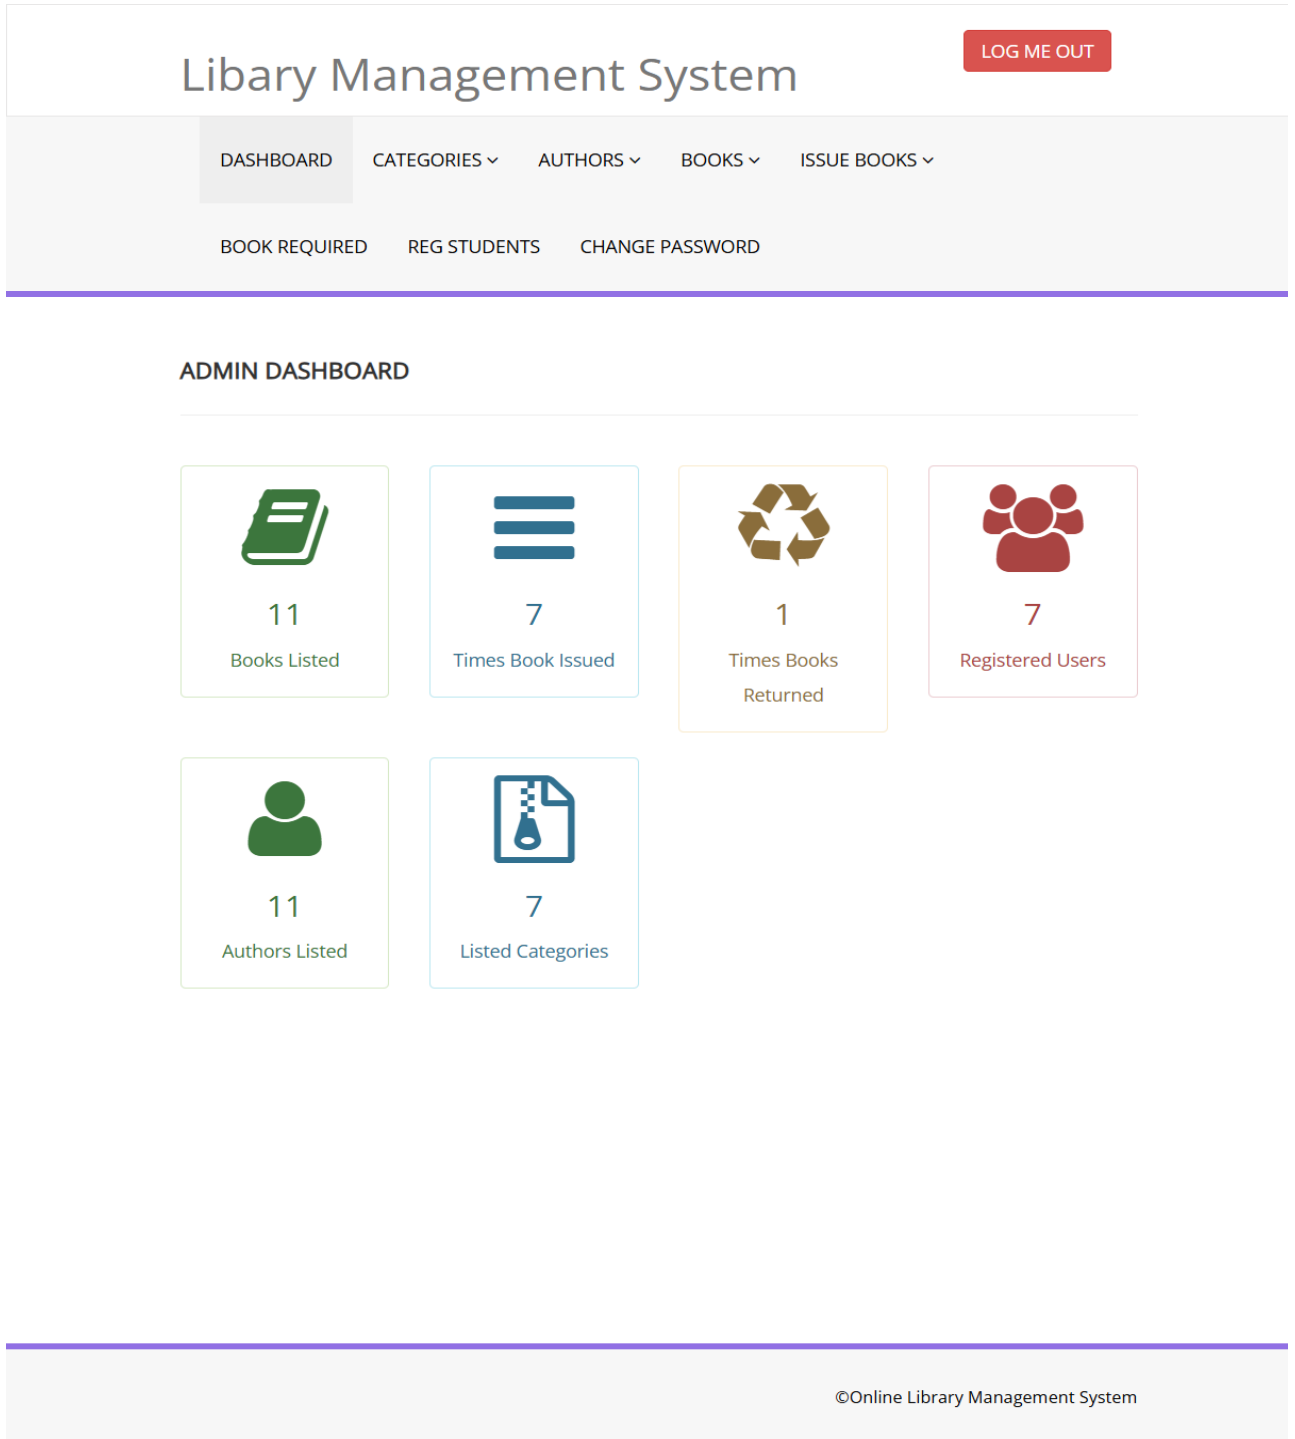 Libary Management System
LOG ME OUT
DASHBOARD
CATEGORIES
AUTHORS
BOOKS
ISSUE BOOKS
BOOK REQUIRED
REG STUDENTS
CHANGE PASSWORD
ADMIN DASHBOARD
11
Books Listed
7
Times Book Issued
1
Times Books
Returned
7
Registered Users
11
Authors Listed
7
Listed Categories
©Online Library Management System